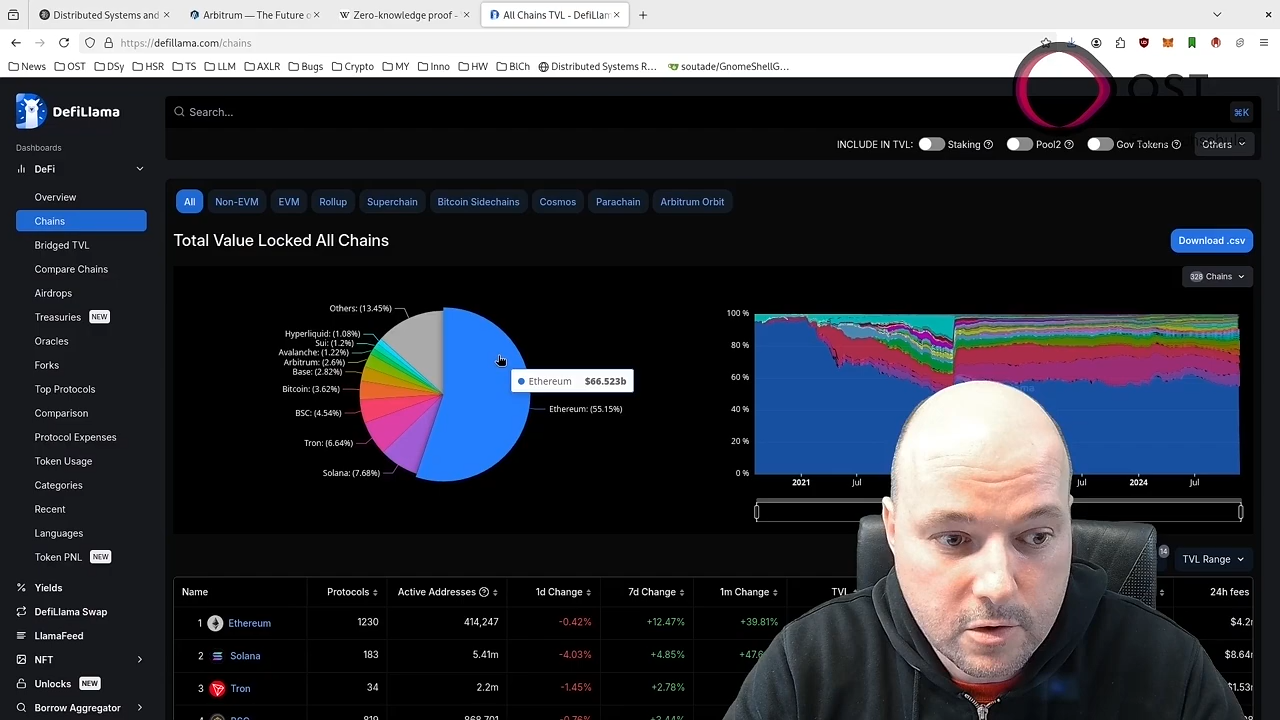 Distributed Systems and
Arbitrum — The Future o
Zero-knowledge proof -
All Chains TVL - DefiLlam
https://defillama.com/chains
News OST DSy HSR TS LLM AXLR Bugs Crypto MY Inno HW BlCh Distributed Systems R... soutade/GnomeShellG...
DefiLlama
Search...
⌘K
OST
INCLUDE IN TVL: Staking Pool2 Gov Tokens Others
Dashboards
DeFi
Overview
Chains
Bridged TVL
Compare Chains
Airdrops
Treasuries NEW
Oracles
Forks
Top Protocols
Comparison
Protocol Expenses
Token Usage
Categories
Recent
Languages
Token PNL NEW
Yields
DefiLlama Swap
LlamaFeed
NFT
Unlocks NEW
Borrow Aggregator
All Non-EVM EVM Rollup Superchain Bitcoin Sidechains Cosmos Parachain Arbitrum Orbit
Total Value Locked All Chains
Download .csv
328 Chains
Others: (13.45%)
Hyperliquid: (1.08%)
Sui: (1.2%)
Avalanche: (1.22%)
Arbitrum: (2.6%)
Base: (2.82%)
Bitcoin: (3.62%)
BSC: (4.54%)
Tron: (6.64%)
Solana: (7.68%)
Ethereum $66.523b
Ethereum: (55.15%)
100 %
80 %
60 %
40 %
20 %
0 %
2021 Jul Jul 2024 Jul
14
TVL Range
Name Protocols Active Addresses 1d Change 7d Change 1m Change TVL 24h fees
1 Ethereum 1230 414,247 -0.42% +12.47% +39.81%
2 Solana 183 5.41m -4.03% +4.85%
3 Tron 34 2.2m -1.45% +2.78%